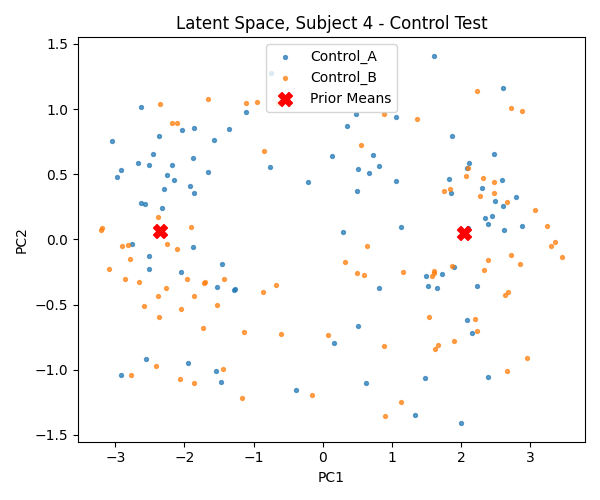 Latent Space, Subject 4 - Control Test
Control_A
Control_B
Prior Means
PC2
1.5
1.0
0.5
0.0
−0.5
−1.0
−1.5
−3
−2
−1
0
1
2
3
PC1